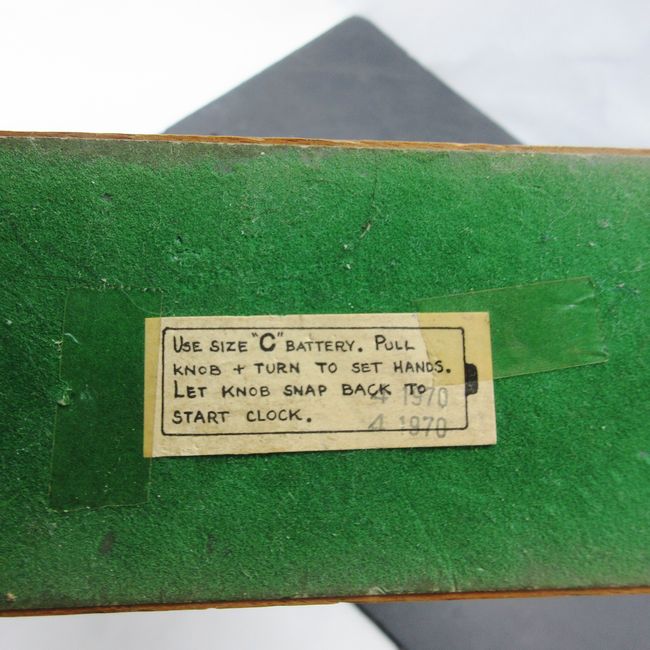 USE SIZE "C" BATTERY. PULL
KNOB + TURN TO SET HANDS.
LET KNOB SNAP BACK TO
START CLOCK.
4 1970
4 1970